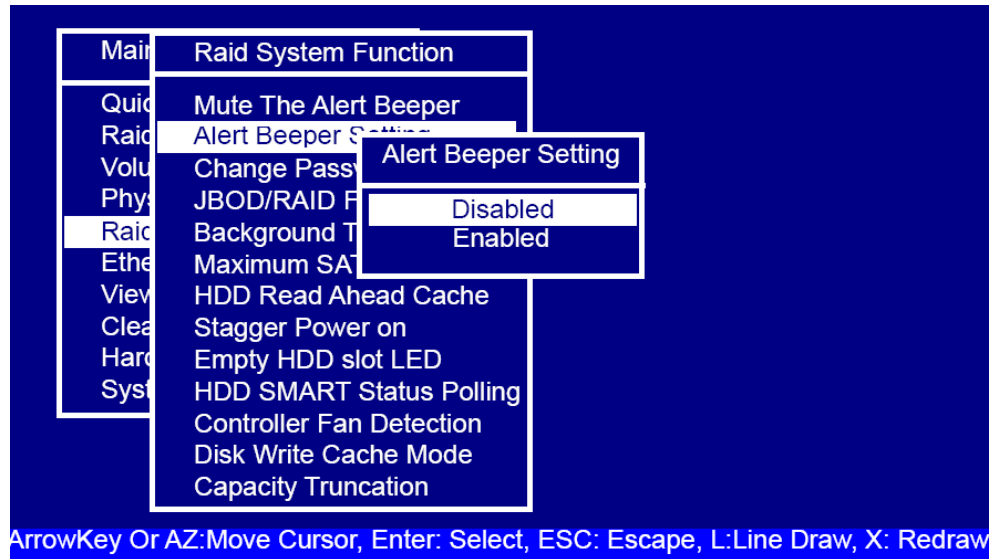 Main
Quic
Raid
Volu
Phys
Raid
Ethe
View
Clea
Hard
Syst
Raid System Function
Mute The Alert Beeper
Alert Beeper Setting
Change Passw
JBOD/RAID F
Background T
Maximum SAT
HDD Read Ahead Cache
Stagger Power on
Empty HDD slot LED
HDD SMART Status Polling
Controller Fan Detection
Disk Write Cache Mode
Capacity Truncation
Alert Beeper Setting
Disabled
Enabled
ArrowKey Or AZ:Move Cursor, Enter: Select, ESC: Escape, L:Line Draw, X: Redraw